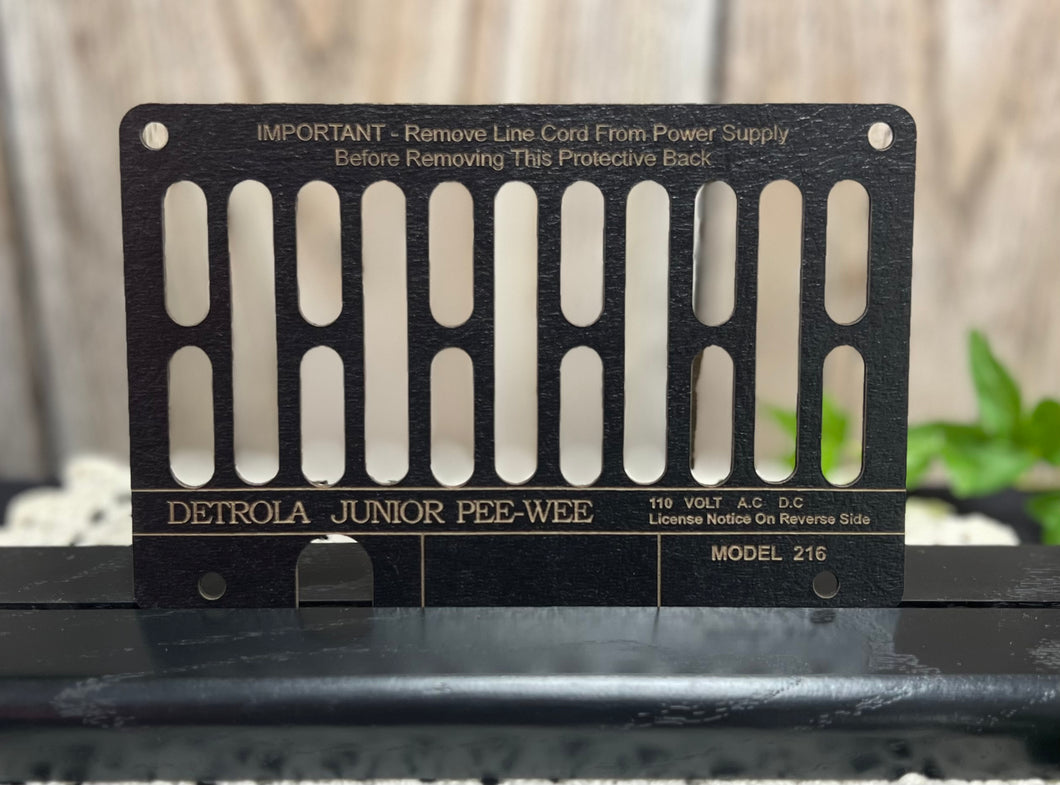 IMPORTANT - Remove Line Cord From Power Supply
Before Removing This Protective Back
DETROLA JUNIOR PEE-WEE
110 VOLT A.C D.C
License Notice On Reverse Side
MODEL 216